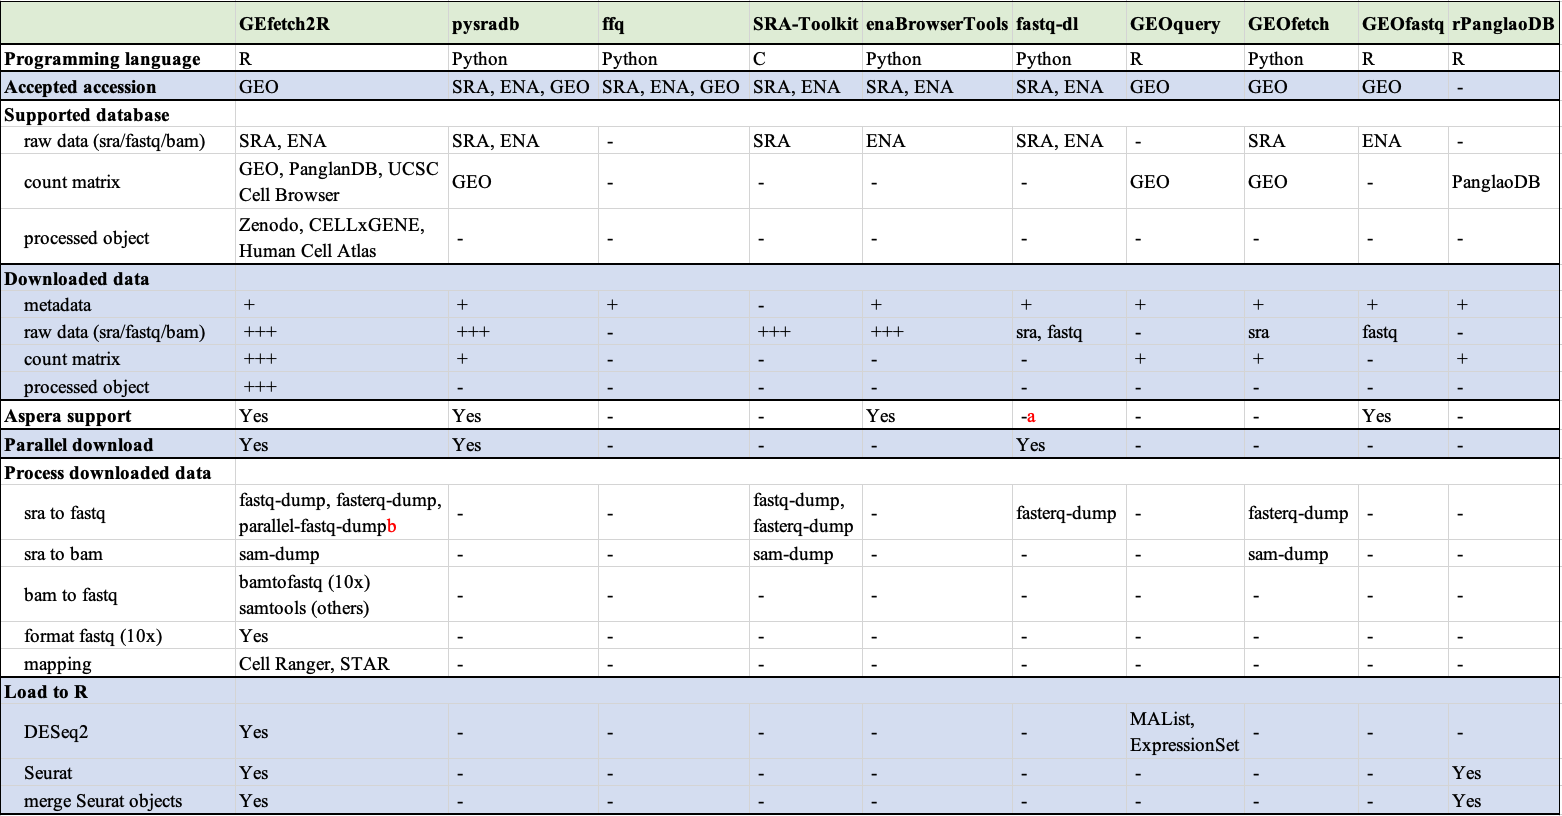 GEfetch2R pysradb ffq SRA-Toolkit enaBrowserTools fastq-dl GEOquery GEOfetch GEOfastq rPanglaoDB
Programming language R Python Python C Python Python R Python R R
Accepted accession GEO SRA, ENA, GEO SRA, ENA, GEO SRA, ENA SRA, ENA SRA, ENA GEO GEO GEO -
Supported database
raw data (sra/fastq/bam) SRA, ENA SRA, ENA - SRA ENA SRA, ENA - SRA ENA -
count matrix GEO, PanglanDB, UCSC
Cell Browser GEO - - - - GEO GEO - PanglaoDB
processed object Zenodo, CELLxGENE,
Human Cell Atlas - - - - - - - - -
Downloaded data
metadata + + + - + + + + + +
raw data (sra/fastq/bam) +++ +++ - +++ +++ sra, fastq - sra fastq -
count matrix +++ + - - - - + + - +
processed object +++ - - - - - - - - -
Aspera support Yes Yes - - Yes -a - - Yes -
Parallel download Yes Yes - - - Yes - - - -
Process downloaded data
sra to fastq fastq-dump, fasterq-dump,
parallel-fastq-dumpb - - fastq-dump,
fasterq-dump - fasterq-dump - fasterq-dump - -
sra to bam sam-dump - - sam-dump - - - sam-dump - -
bam to fastq bamtofastq (10x)
samtools (others) - - - - - - - - -
format fastq (10x) Yes - - - - - - - - -
mapping Cell Ranger, STAR - - - - - - - - -
Load to R
DESeq2 Yes - - - - - MAList,
ExpressionSet - - -
Seurat Yes - - - - - - - - Yes
merge Seurat objects Yes - - - - - - - - Yes